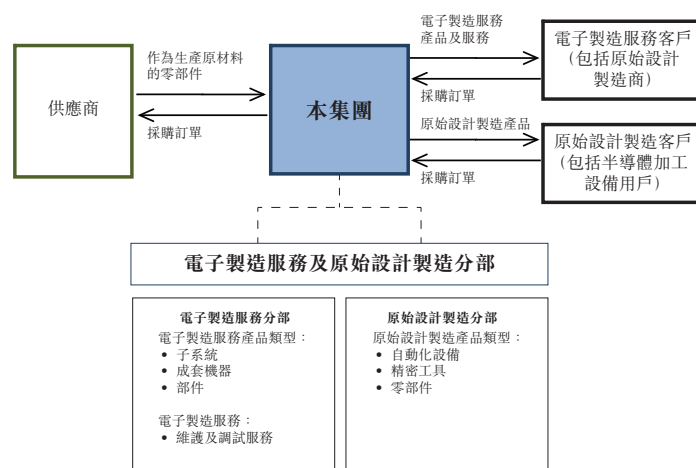 供應商
作為生產原材料
的零部件
採購訂單
本集團
電子製造服務
產品及服務
採購訂單
原始設計製造產品
採購訂單
電子製造服務客戶
(包括原始設計
製造商)
原始設計製造客戶
(包括半導體加工
設備用戶)
電子製造服務及原始設計製造分部
電子製造服務分部
電子製造服務產品類型：
• 子系統
• 成套機器
• 部件
電子製造服務：
• 維護及調試服務
原始設計製造分部
原始設計製造產品類型：
• 自動化設備
• 精密工具
• 零部件